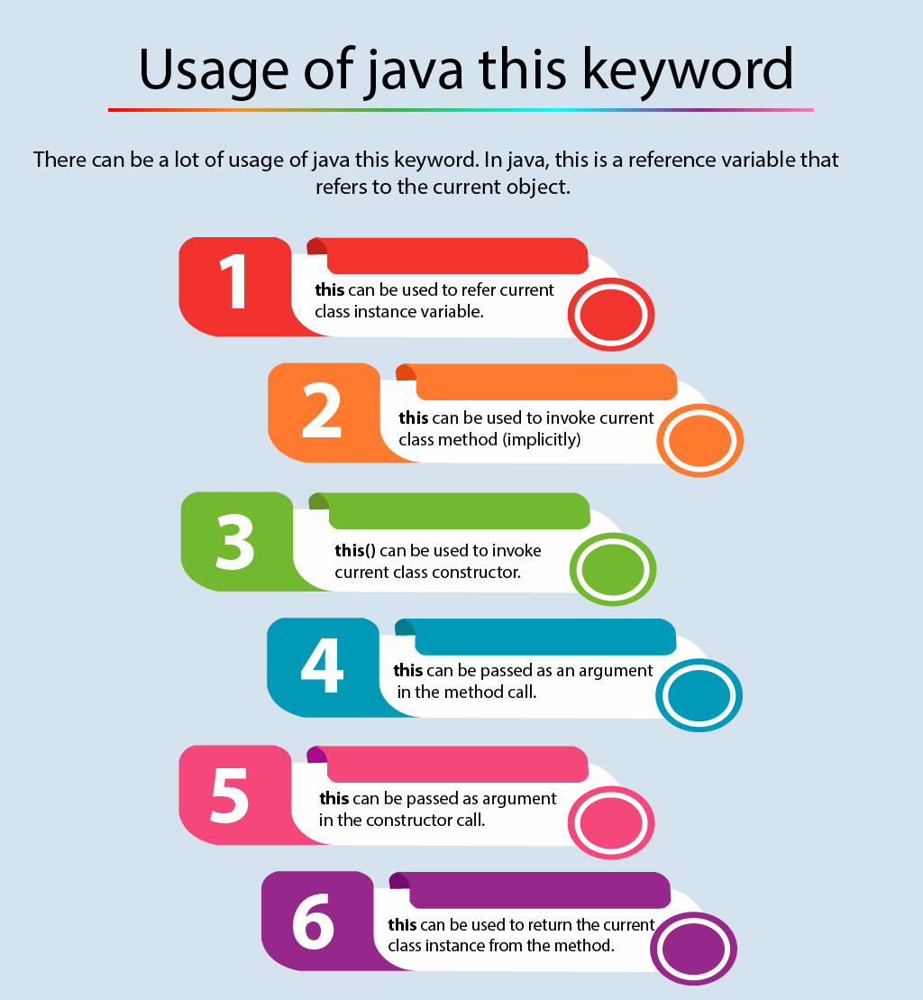 Usage of java this keyword
There can be a lot of usage of java this keyword. In java, this is a reference variable that
refers to the current object.
1
this can be used to refer current
class instance variable.
2
this can be used to invoke current
class method (implicitly)
3
this() can be used to invoke
current class constructor.
4
this can be passed as an argument
in the method call.
5
this can be passed as argument
in the constructor call.
6
this can be used to return the current
class instance from the method.